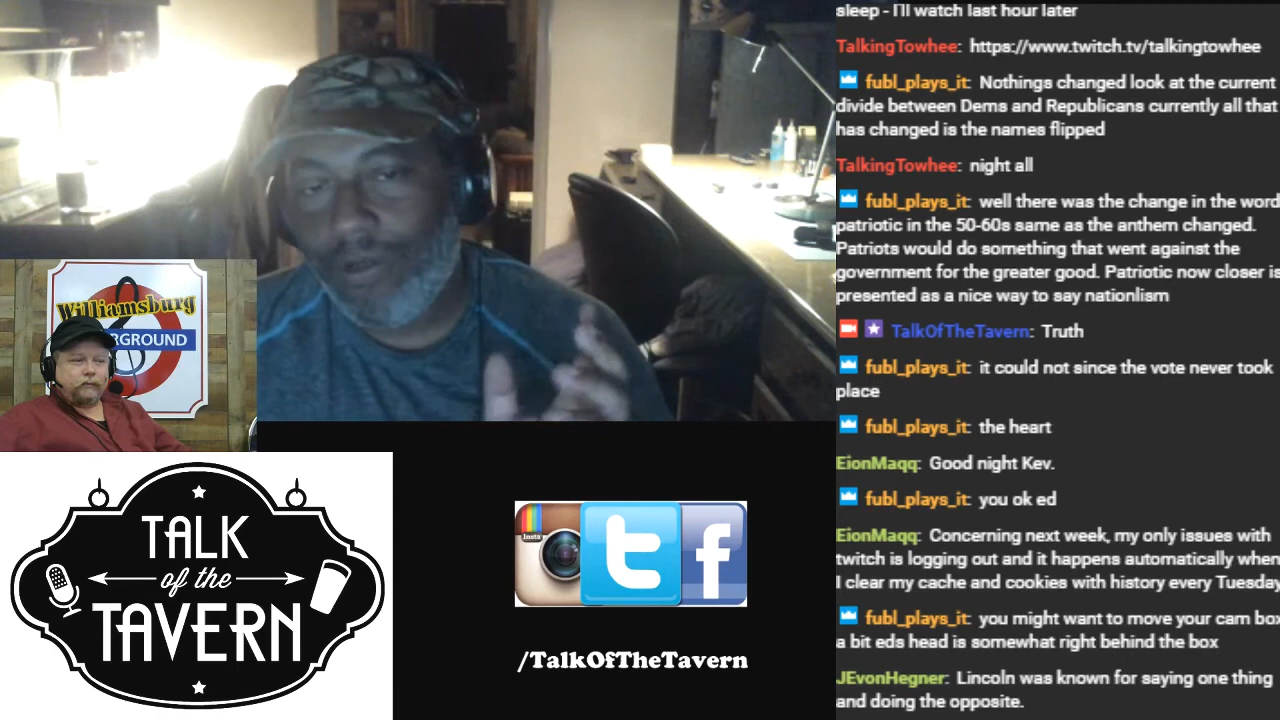 Williamsburg
RGROUND
TALK
of the
TAVERN
Insta
/TalkOfTheTavern
sleep - I'll watch last hour later
TalkingTowhee: https://www.twitch.tv/talkingtowhee
fubl_plays_it: Nothings changed look at the current
divide between Dems and Republicans currently all that
has changed is the names flipped
TalkingTowhee: night all
fubl_plays_it: well there was the change in the word
patriotic in the 50-60s same as the anthem changed.
Patriots would do something that went against the
government for the greater good. Patriotic now closer is
presented as a nice way to say nationlism
TalkOfTheTavern: Truth
fubl_plays_it: it could not since the vote never took
place
fubl_plays_it: the heart
EionMaqq: Good night Kev.
fubl_plays_it: you ok ed
EionMaqq: Concerning next week, my only issues with
twitch is logging out and it happens automatically when
I clear my cache and cookies with history every Tuesday
fubl_plays_it: you might want to move your cam box
a bit eds head is somewhat right behind the box
JEvonHegner: Lincoln was known for saying one thing
and doing the opposite.